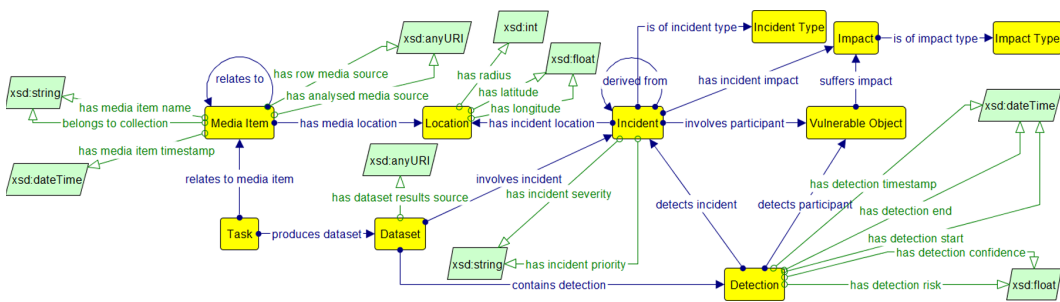 is of incident type
Incident Type
Impact
is of impact type
Impact Type
xsd:int
xsd:anyURI
relates to
has row media source
has radius
xsd:float
derived from
has incident impact
suffers impact
has latitude
xsd:string
has media item name
has analysed media source
has longitude
xsd:dateTime
belongs to collection
Media Item
has media location
Location
has incident location
Incident
involves participant
Vulnerable Object
has media item timestamp
xsd:anyURI
xsd:dateTime
relates to media item
involves incident
has detection timestamp
has dataset results source
has incident severity
detects incident
detects participant
has detection end
Task
produces dataset
Dataset
has detection start
has detection confidence
xsd:string
has incident priority
contains detection
Detection
has detection risk
xsd:float